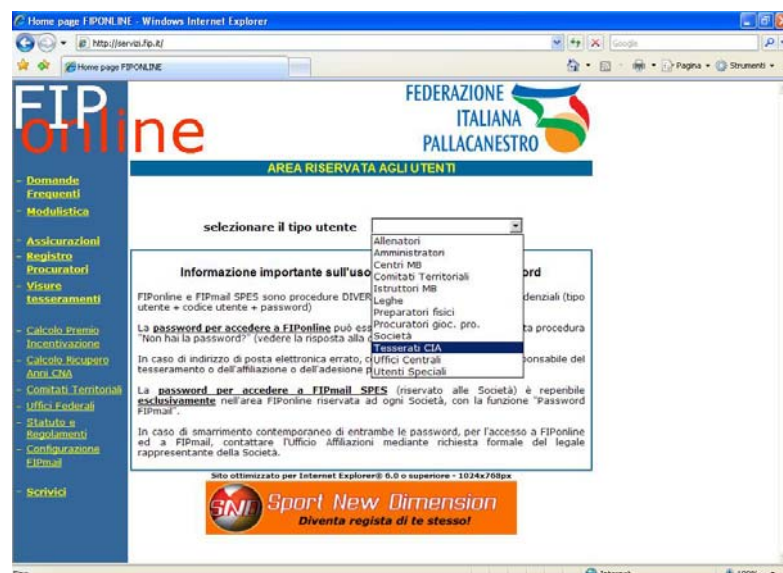 Home page FIPONLINE - Windows Internet Explorer
http://servizi.fip.it/
Google
Home page FIPONLINE
Pagina
Strumenti
FIP
online
FEDERAZIONE
ITALIANA
PALLACANESTRO
AREA RISERVATA AGLI UTENTI
- Domande
Frequenti
- Modulistica
- Assicurazioni
- Registro
Procuratori
- Visure
tesseramenti
- Calcolo Premio
Incentivazione
- Calcolo Ricupero
Anni CNA
- Comitati Territoriali
- Uffici Federali
- Statuto e
Regolamenti
- Configurazione
FIPmail
- Scrivici
selezionare il tipo utente
Allenatori
Amministratori
Centri MB
Comitati Territoriali
Istruttori MB
Leghe
Preparatori fisici
Procuratori gioc. pro.
Società
Tesserati CIA
Uffici Centrali
Utenti Speciali
Informazione importante sull'uso ord
FIPonline e FIPmail SPES sono procedure DIVER denziali (tipo
utente + codice utente + password)
La password per accedere a FIPonline può ess ta procedura
"Non hai la password?" (vedere la risposta alla d
In caso di indirizzo di posta elettronica errato, c ponsabile del
tesseramento o dell'affiliazione o dell'adesione p
La password per accedere a FIPmail SPES (riservato alle Società) è reperibile
esclusivamente nell'area FIPonline riservata ad ogni Società, con la funzione "Password
FIPmail".
In caso di smarrimento contemporaneo di entrambe le password, per l'accesso a FIPonline
ed a FIPmail, contattare l'Ufficio Affiliazioni mediante richiesta formale del legale
rappresentante della Società.
Sito ottimizzato per Internet Explorer® 6.0 o superiore - 1024x768px
SND Sport New Dimension
Diventa regista di te stesso!
Internet
100%